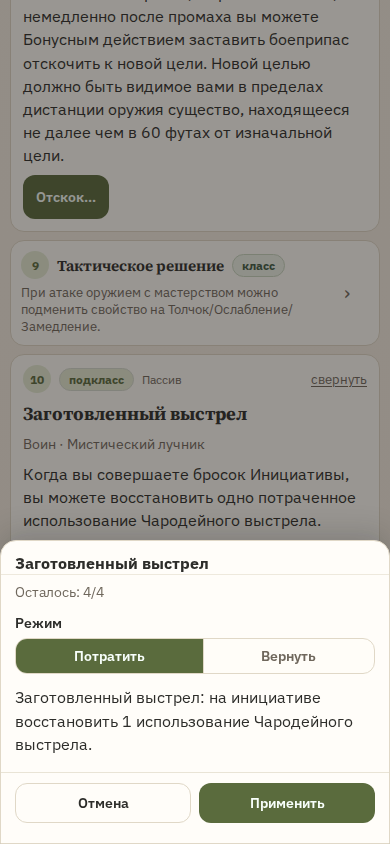 немедленно после промаха вы можете
Бонусным действием заставить боеприпас
отскочить к новой цели. Новой целью
должно быть видимое вами в пределах
дистанции оружия существо, находящееся
не далее чем в 60 футах от изначальной
цели.
Отскок…
9 Тактическое решение класс
При атаке оружием с мастерством можно
подменить свойство на Толчок/Ослабление/
Замедление.
10 подкласс Пассив свернуть
Заготовленный выстрел
Воин · Мистический лучник
Когда вы совершаете бросок Инициативы,
вы можете восстановить одно потраченное
использование Чародейного выстрела.
Заготовленный выстрел
Осталось: 4/4
Режим
Потратить Вернуть
Заготовленный выстрел: на инициативе
восстановить 1 использование Чародейного
выстрела.
Отмена Применить